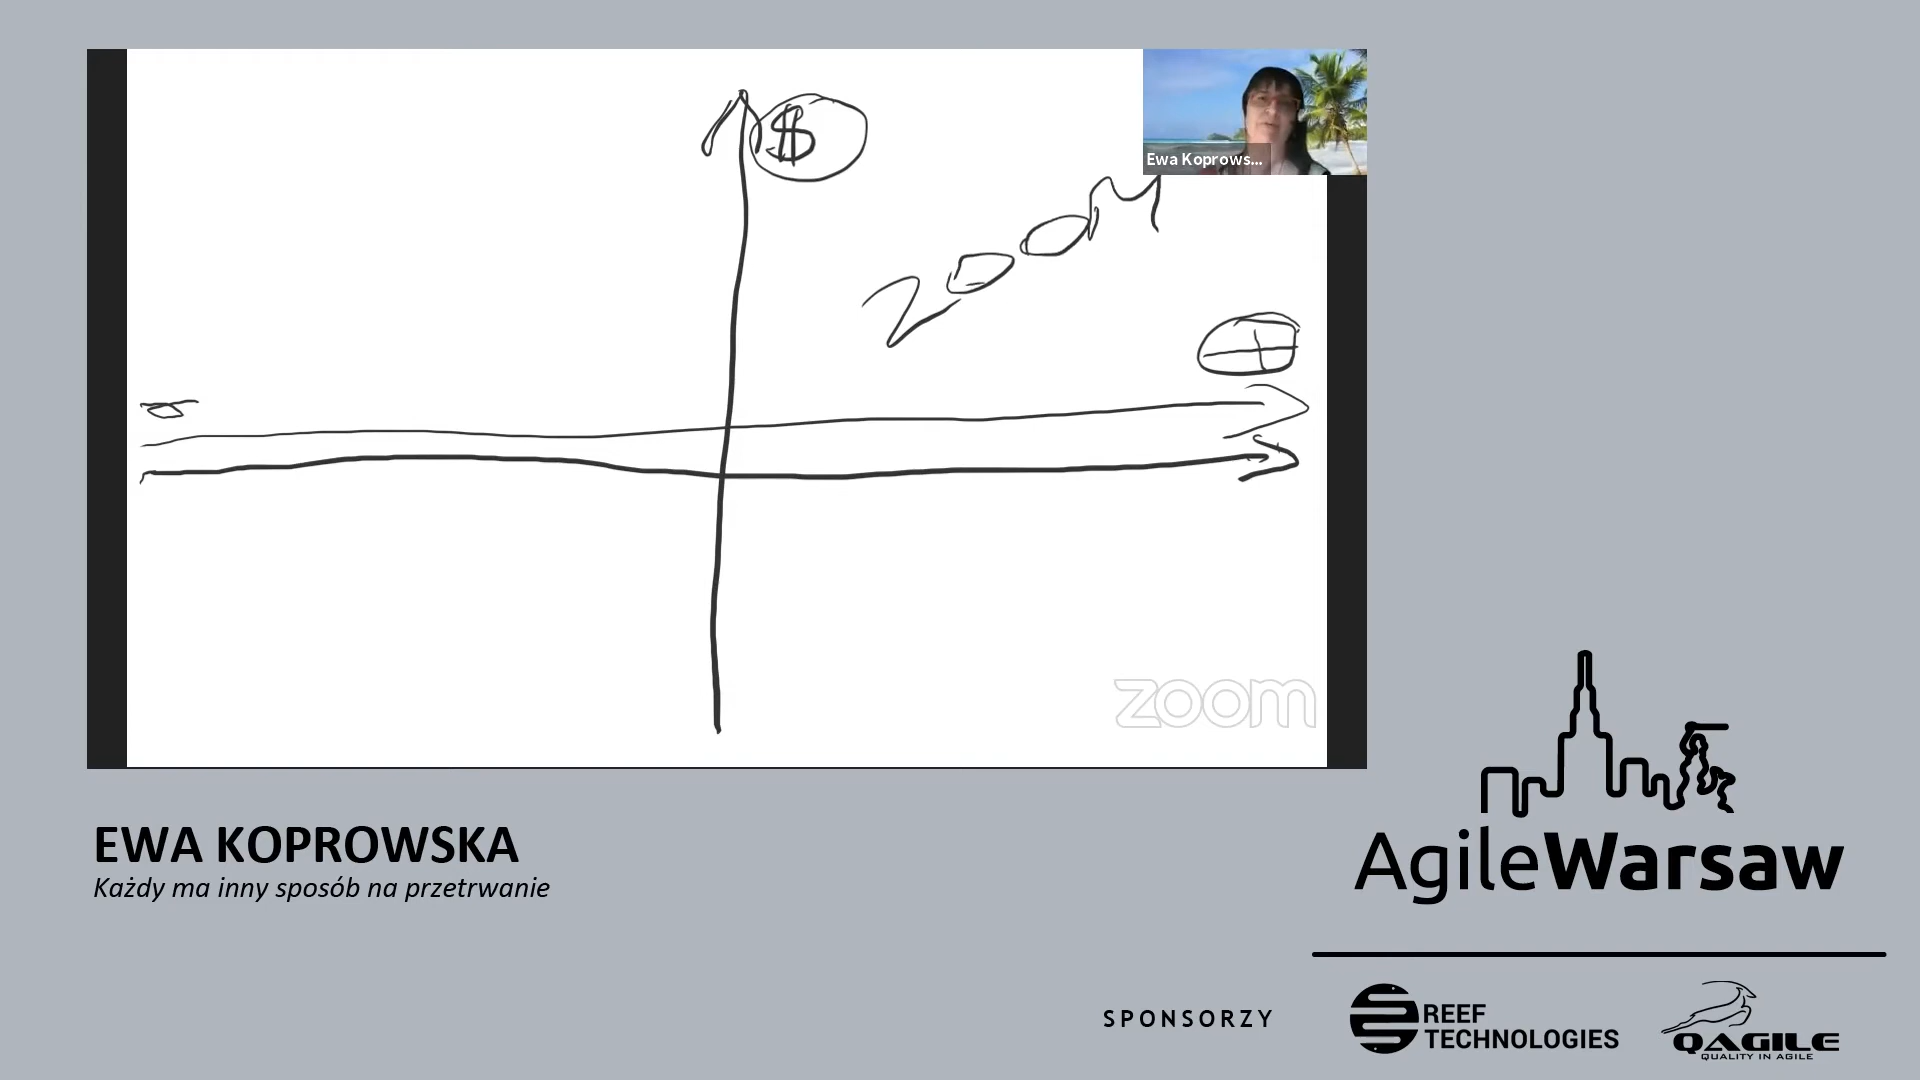 $
Ewa Koprows...
ZOOM
zoom
EWA KOPROWSKA
Każdy ma inny sposób na przetrwanie
AgileWarsaw
SPONSORZY
REEF
TECHNOLOGIES
QAGILE
QUALITY IN AGILE